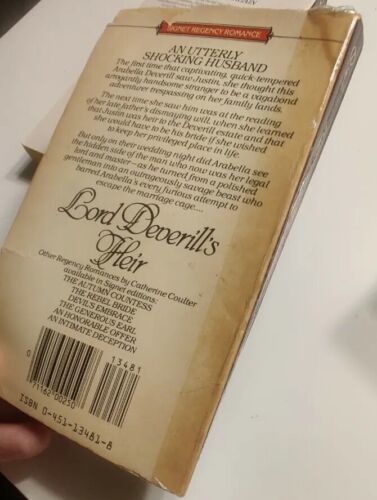 SIGNET REGENCY ROMANCE
AN UTTERLY
SHOCKING HUSBAND
The first time that captivating, quick-tempered
Arabella Deverill saw Justin, she thought this
arrogantly handsome stranger to be a vagabond
adventurer trespassing on her family lands.
The next time she saw him was at the reading
of her late father's dismaying will, when she learned
that Justin was heir to the Deverill estate and that
she would have to be his bride if she wished
to keep her privileged place in life.
But only on their wedding night did Arabella see
the hidden side of the man who now was her legal
lord and master—as he turned from a polished
gentleman into an outrageously savage beast who
barred Arabella's every furious attempt to
escape the marriage cage....
Lord Deverill's
Heir
Other Regency Romances by Catherine Coulter
available in Signet editions:
THE AUTUMN COUNTESS
THE REBEL BRIDE
DEVILS EMBRACE
THE GENEROUS EARL
AN HONORABLE OFFER
AN INTIMATE DECEPTION
13481
0
71162 00250
ISBN 0-451-13481-8